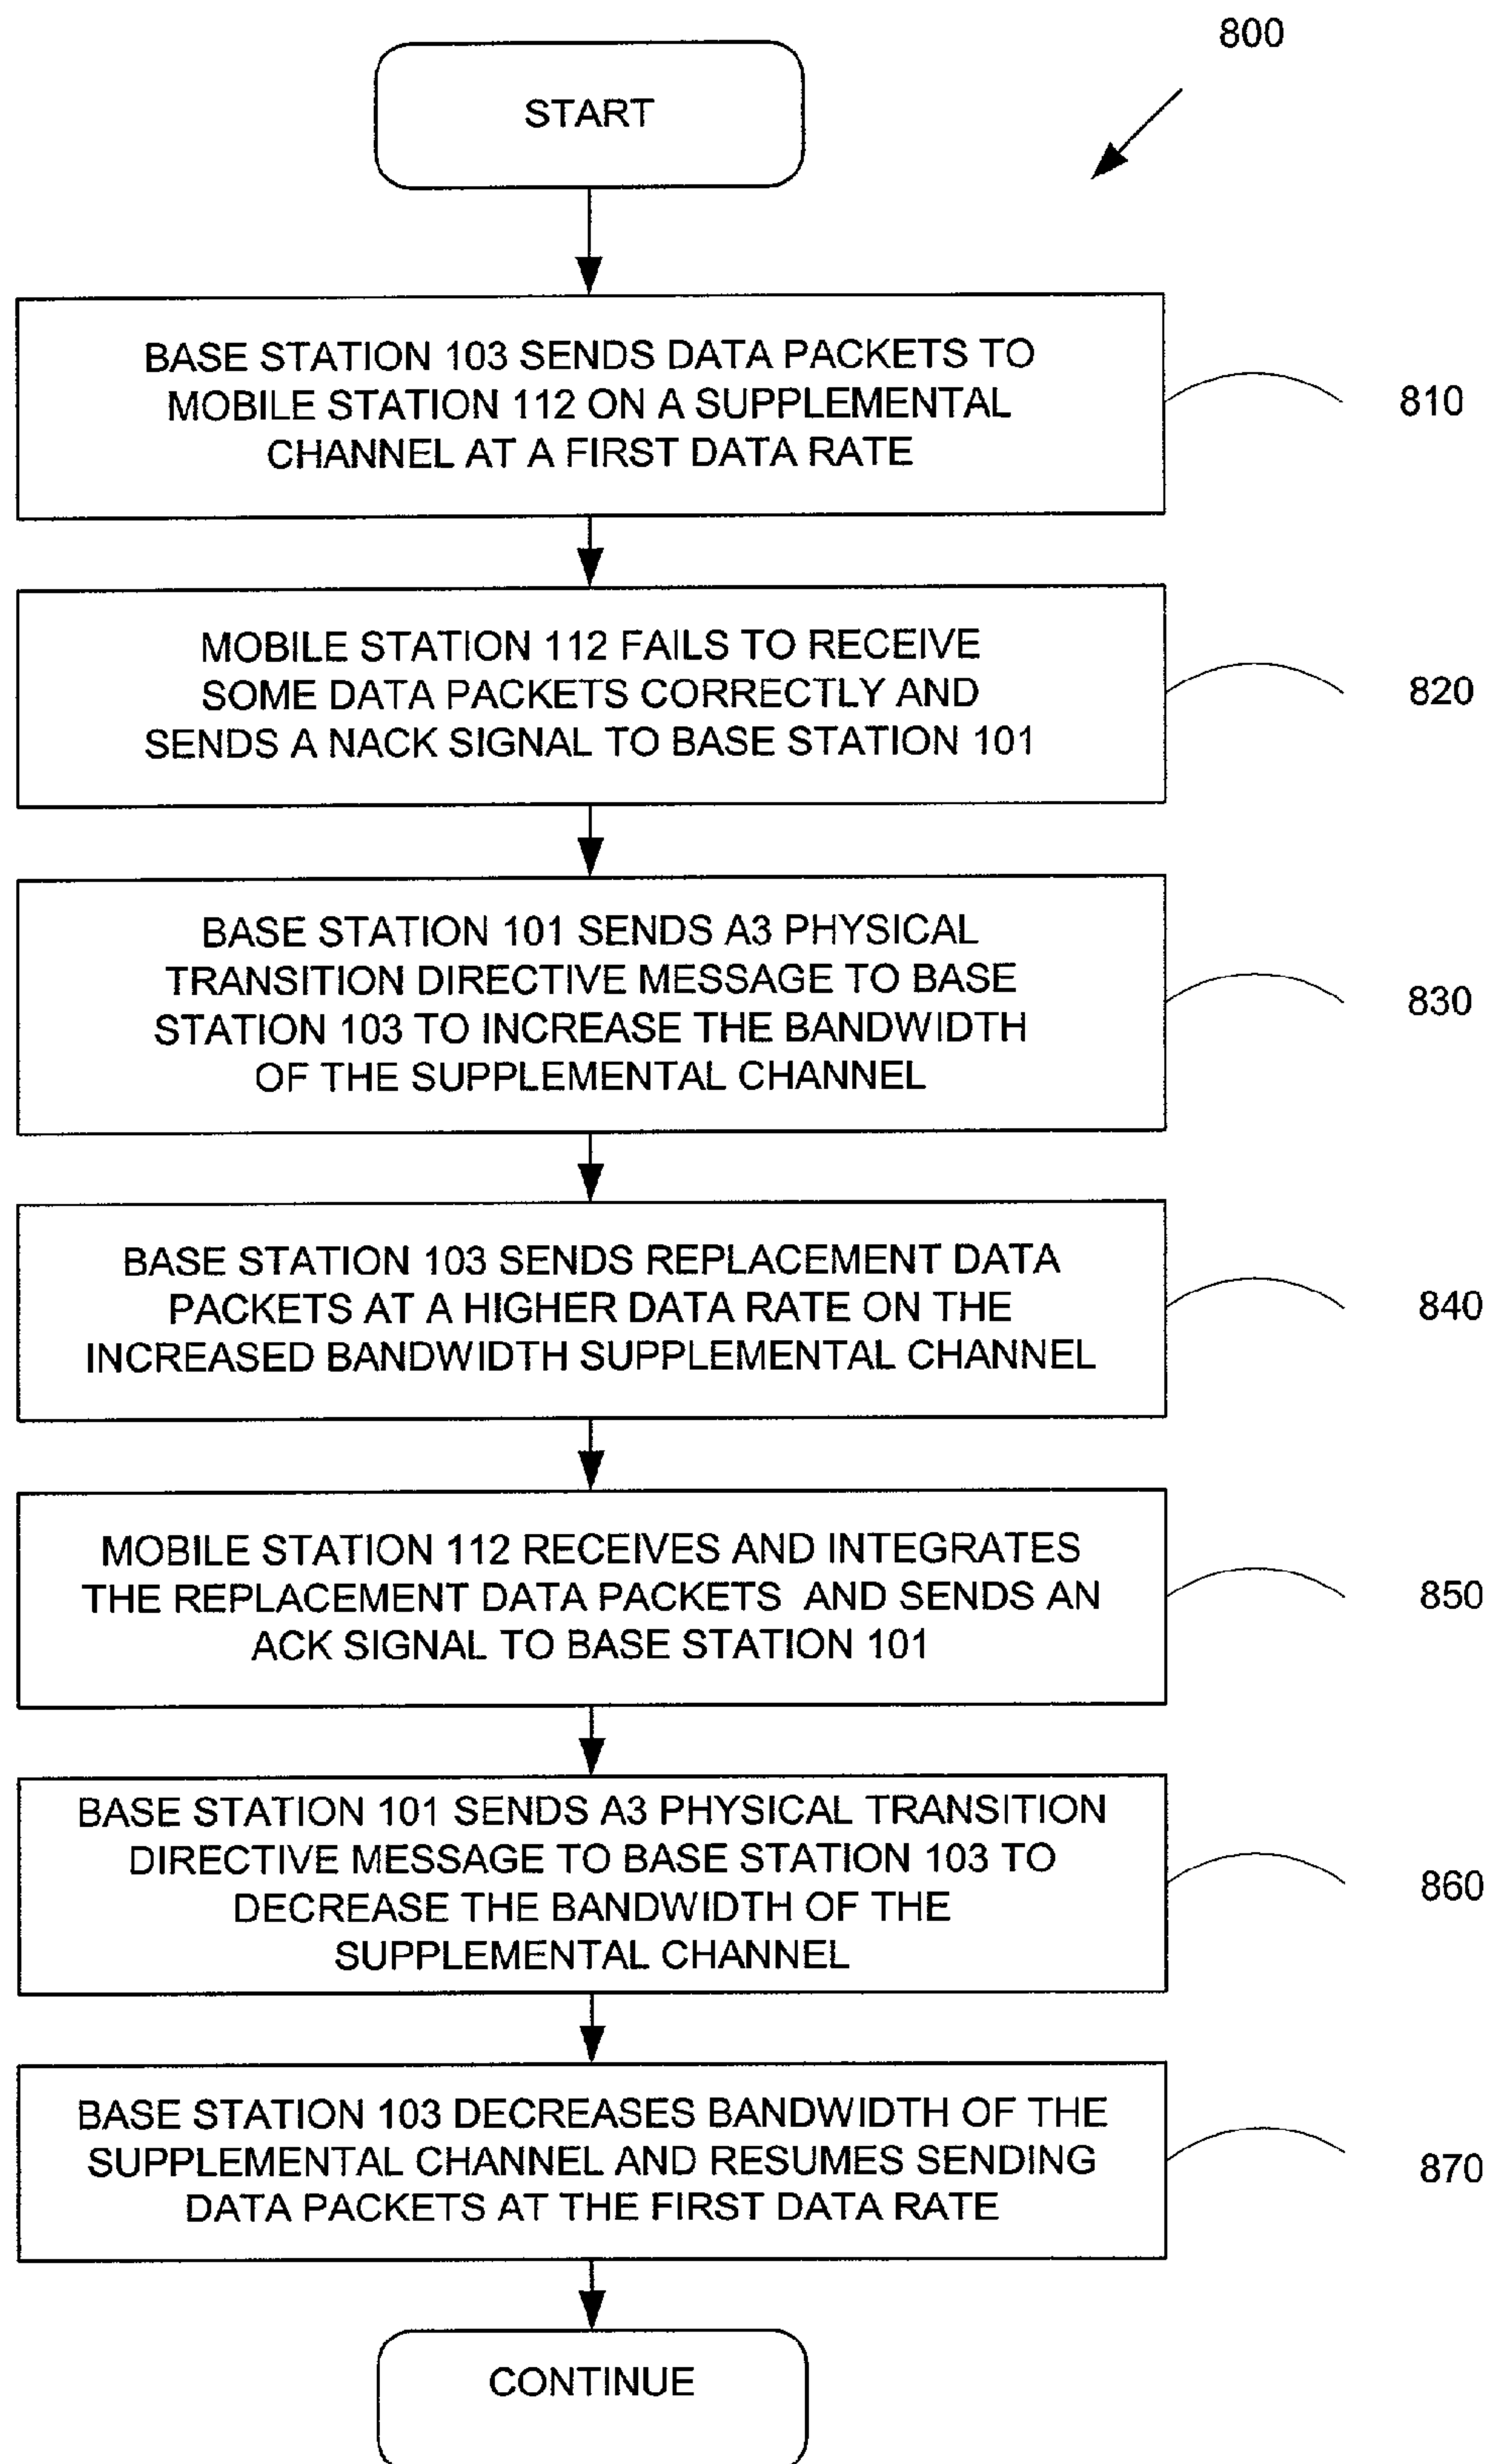 800
START
BASE STATION 103 SENDS DATA PACKETS TO
MOBILE STATION 112 ON A SUPPLEMENTAL
CHANNEL AT A FIRST DATA RATE
810
MOBILE STATION 112 FAILS TO RECEIVE
SOME DATA PACKETS CORRECTLY AND
SENDS A NACK SIGNAL TO BASE STATION 101
820
BASE STATION 101 SENDS A3 PHYSICAL
TRANSITION DIRECTIVE MESSAGE TO BASE
STATION 103 TO INCREASE THE BANDWIDTH
OF THE SUPPLEMENTAL CHANNEL
830
BASE STATION 103 SENDS REPLACEMENT DATA
PACKETS AT A HIGHER DATA RATE ON THE
INCREASED BANDWIDTH SUPPLEMENTAL CHANNEL
840
MOBILE STATION 112 RECEIVES AND INTEGRATES
THE REPLACEMENT DATA PACKETS AND SENDS AN
ACK SIGNAL TO BASE STATION 101
850
BASE STATION 101 SENDS A3 PHYSICAL TRANSITION
DIRECTIVE MESSAGE TO BASE STATION 103 TO
DECREASE THE BANDWIDTH OF THE
SUPPLEMENTAL CHANNEL
860
BASE STATION 103 DECREASES BANDWIDTH OF THE
SUPPLEMENTAL CHANNEL AND RESUMES SENDING
DATA PACKETS AT THE FIRST DATA RATE
870
CONTINUE